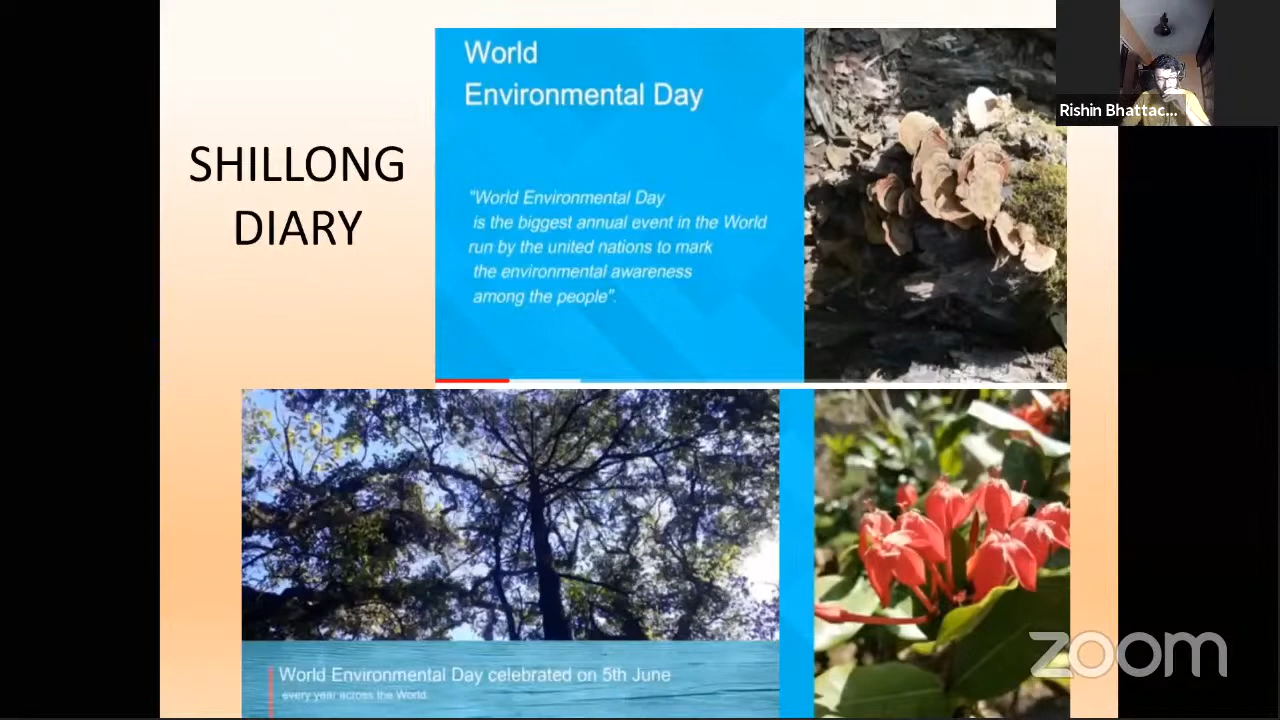 SHILLONG
DIARY
World
Environmental Day
"World Environmental Day
is the biggest annual event in the World
run by the united nations to mark
the environmental awareness
among the people".
Rishin Bhattac...
World Environmental Day celebrated on 5th June
every year across the World
zoom